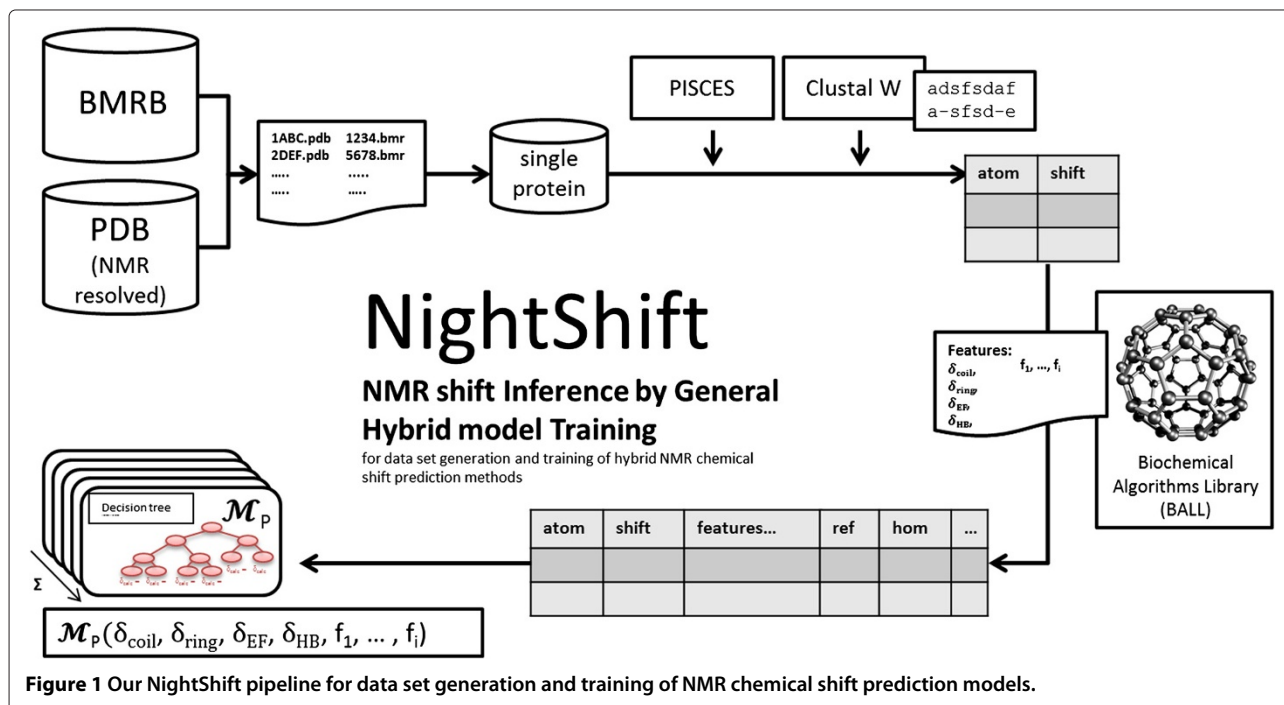 BMRB
PDB
(NMR
resolved)
1ABC.pdb 1234.bmr
2DEF.pdb 5678.bmr
..... .....
..... .....
single
protein
PISCES
Clustal W
adsfsdaf
a-sfsd-e
atom shift
Features:
δcoil, f1, ..., fi
δring,
δEF,
δHB,
Biochemical
Algorithms Library
(BALL)
NightShift
NMR shift Inference by General
Hybrid model Training
for data set generation and training of hybrid NMR chemical
shift prediction methods
atom shift features... ref hom ...
Decision tree
ℳP
Σ
ℳP(δcoil, δring, δEF, δHB, f1, ... , fi)
Figure 1 Our NightShift pipeline for data set generation and training of NMR chemical shift prediction models.